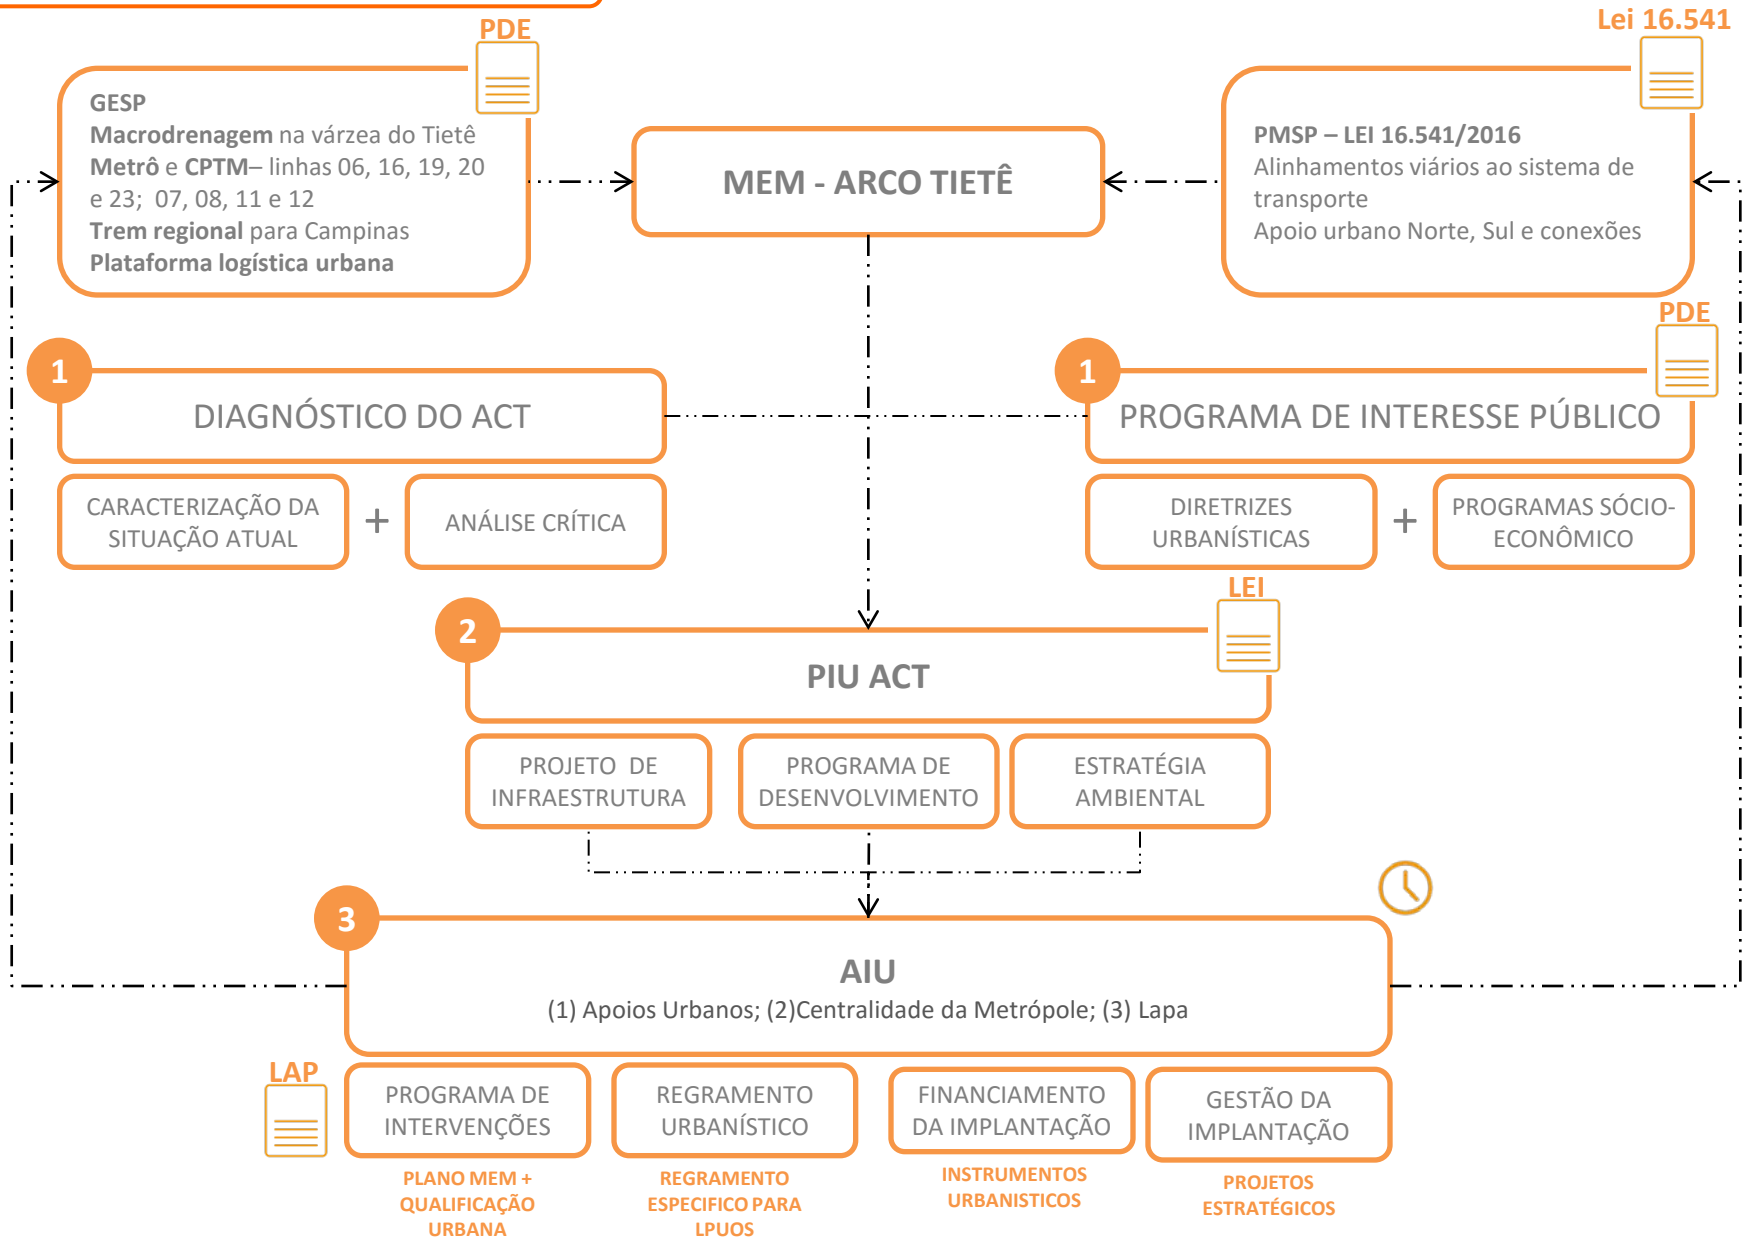 PDE
Lei 16.541
GESP
Macrodrenagem na várzea do Tietê
Metrô e CPTM– linhas 06, 16, 19, 20
e 23;  07, 08, 11 e 12
Trem regional para Campinas
Plataforma logística urbana
MEM - ARCO TIETÊ
PMSP – LEI 16.541/2016
Alinhamentos viários ao sistema de
transporte
Apoio urbano Norte, Sul e conexões
PDE
1
DIAGNÓSTICO DO ACT
1
PROGRAMA DE INTERESSE PÚBLICO
CARACTERIZAÇÃO DA
SITUAÇÃO ATUAL
+
ANÁLISE CRÍTICA
DIRETRIZES
URBANÍSTICAS
+
PROGRAMAS SÓCIO-
ECONÔMICO
LEI
2
PIU ACT
PROJETO  DE
INFRAESTRUTURA
PROGRAMA DE
DESENVOLVIMENTO
ESTRATÉGIA
AMBIENTAL
3
AIU
(1) Apoios Urbanos; (2)Centralidade da Metrópole; (3) Lapa
LAP
PROGRAMA DE
INTERVENÇÕES
REGRAMENTO
URBANÍSTICO
FINANCIAMENTO
DA IMPLANTAÇÃO
GESTÃO DA
IMPLANTAÇÃO
PLANO MEM +
QUALIFICAÇÃO
URBANA
REGRAMENTO
ESPECIFICO PARA
LPUOS
INSTRUMENTOS
URBANISTICOS
PROJETOS
ESTRATÉGICOS